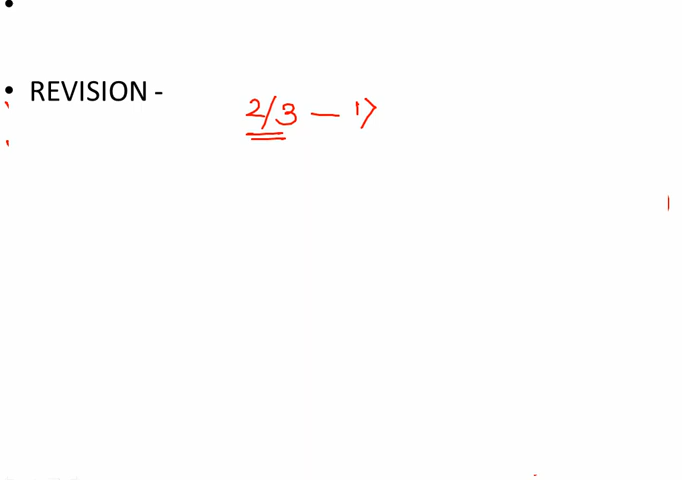 • 
• REVISION - 2/3 — 1)